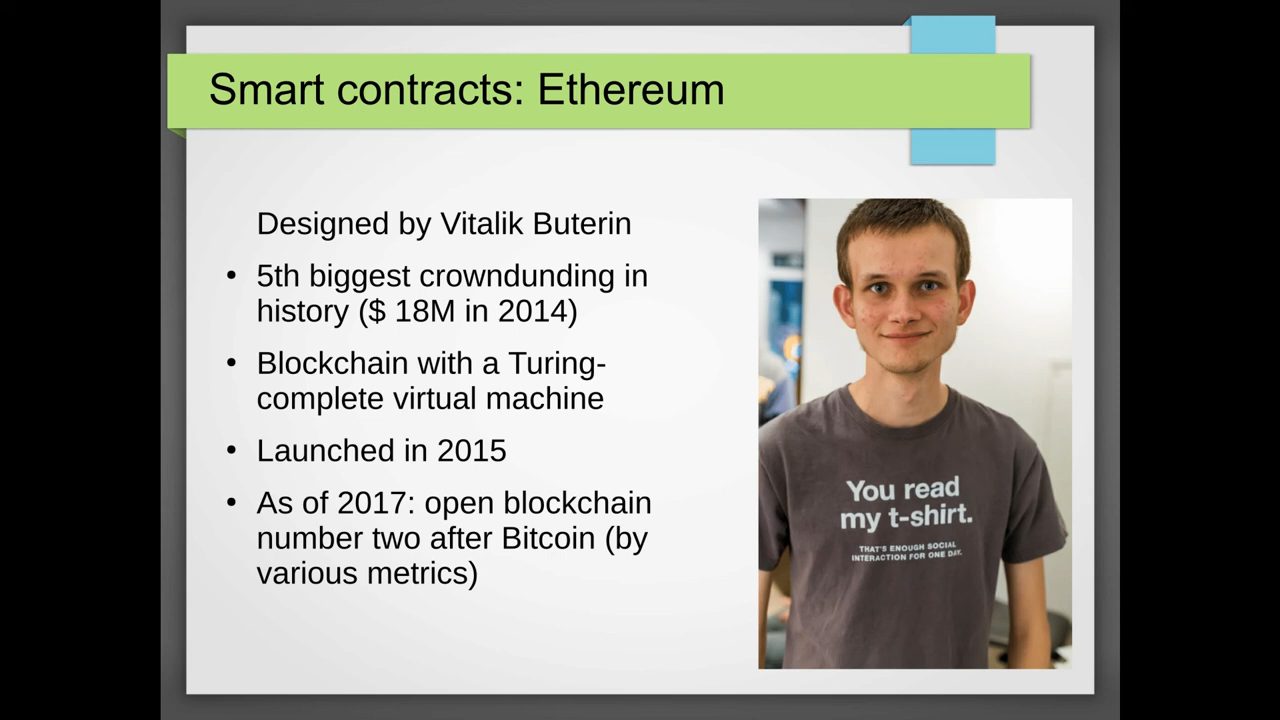 Smart contracts: Ethereum
Designed by Vitalik Buterin
• 5th biggest crowndunding in
history ($ 18M in 2014)
• Blockchain with a Turing-
complete virtual machine
• Launched in 2015
• As of 2017: open blockchain
number two after Bitcoin (by
various metrics)
You read
my t-shirt.
THAT'S ENOUGH SOCIAL
INTERACTION FOR ONE DAY.